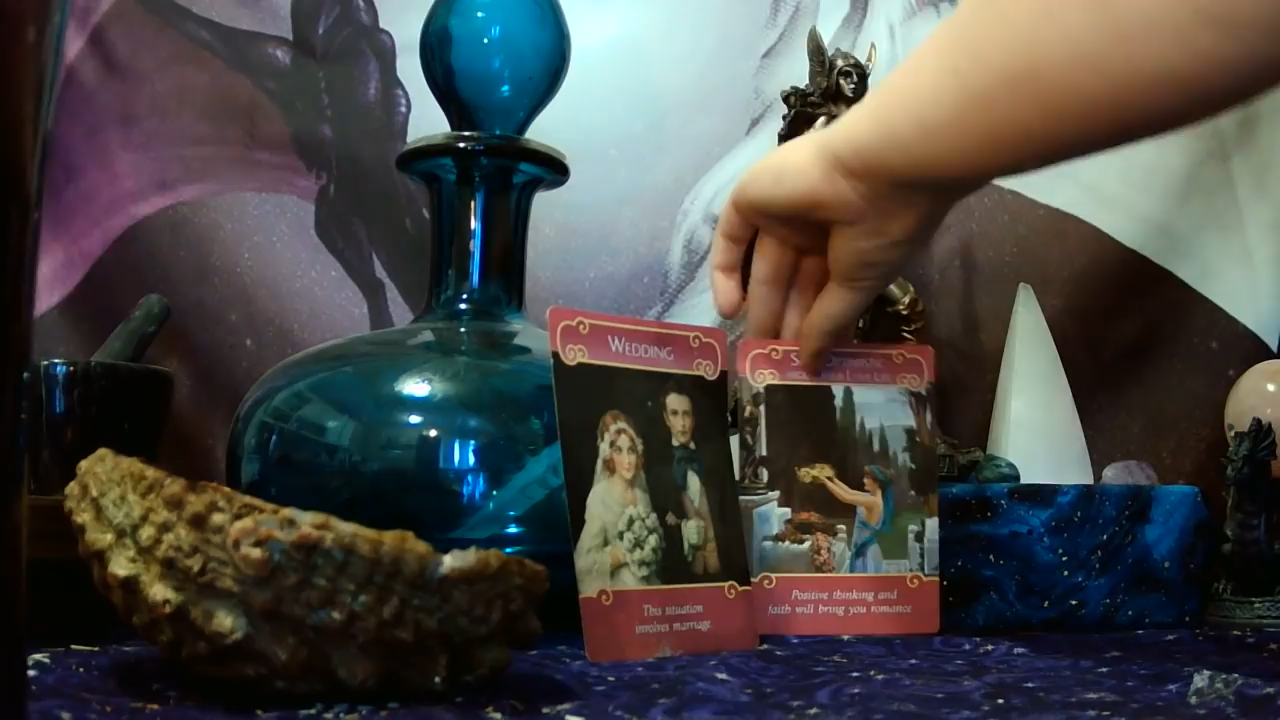 WEDDING
This situation
involves marriage.
Positive thinking and
faith will bring you romance